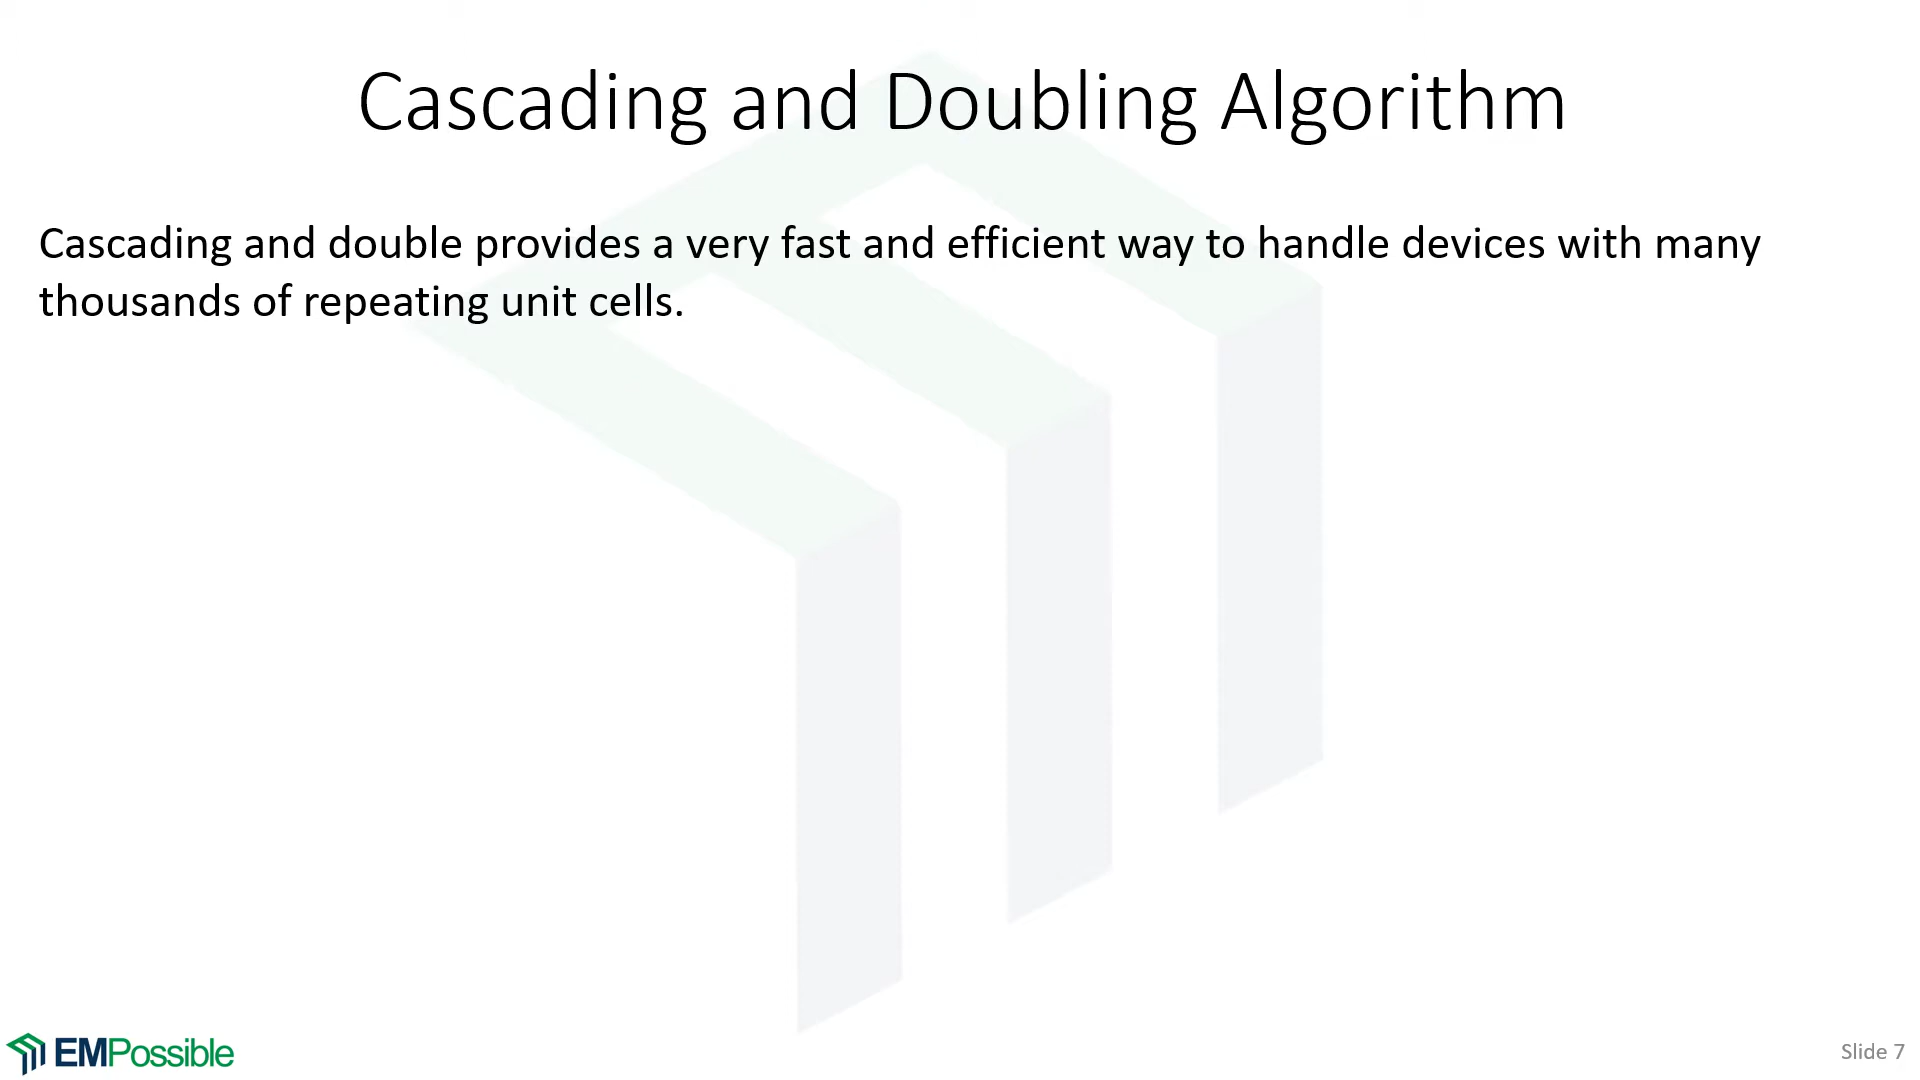 Cascading and Doubling Algorithm
Cascading and double provides a very fast and efficient way to handle devices with many
thousands of repeating unit cells.
EMPossible
Slide 7